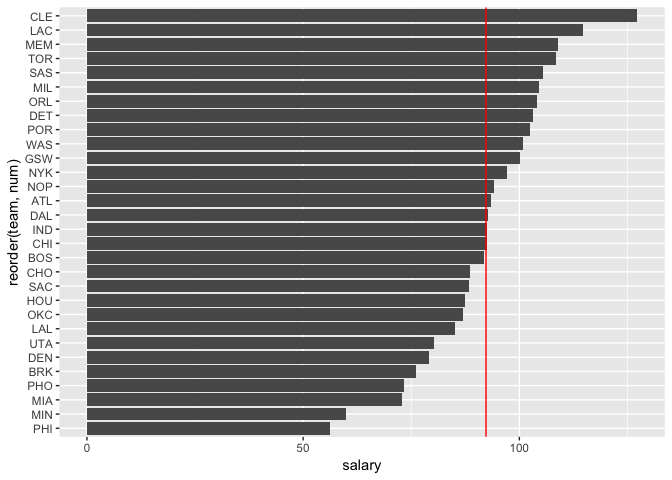 reorder(team, num)
CLE
LAC
MEM
TOR
SAS
MIL
ORL
DET
POR
WAS
GSW
NYK
NOP
ATL
DAL
IND
CHI
BOS
CHO
SAC
HOU
OKC
LAL
UTA
DEN
BRK
PHO
MIA
MIN
PHI
0 50 100
salary